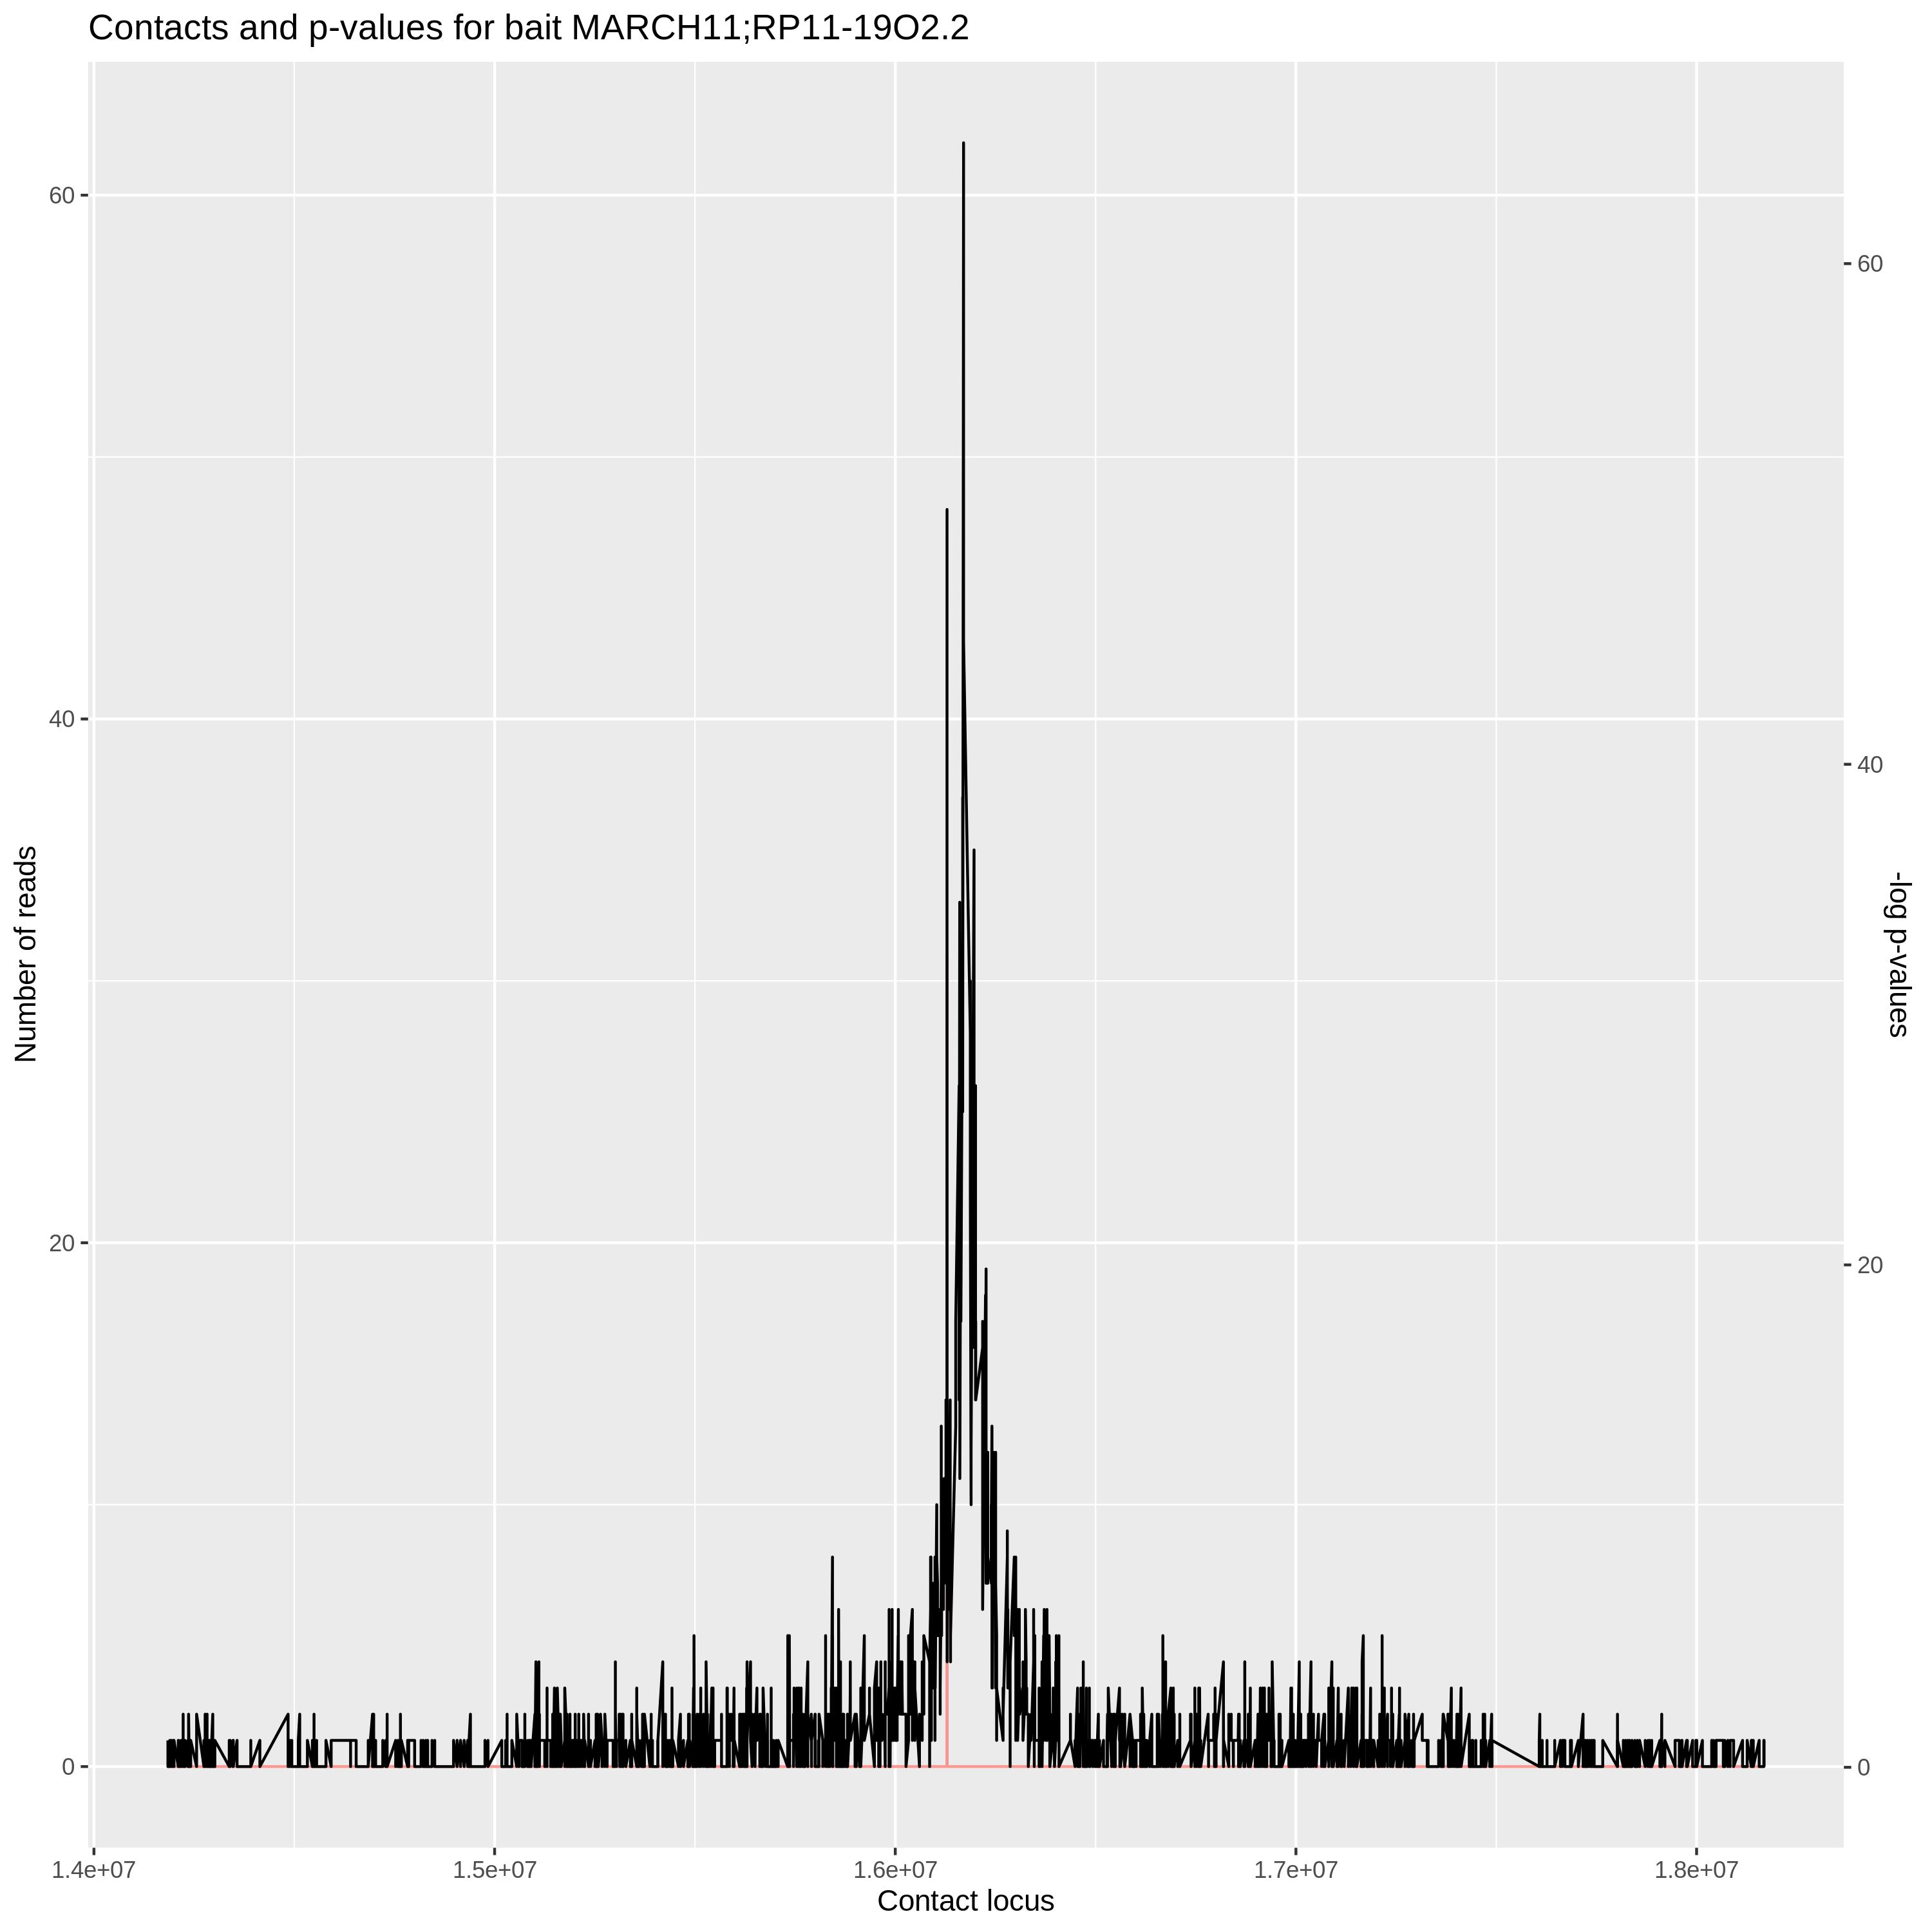 Contacts and p-values for bait MARCH11;RP11-19O2.2
60
40
20
0
Number of reads
60
40
20
0
-log p-values
1.4e+07 1.5e+07 1.6e+07 1.7e+07 1.8e+07
Contact locus